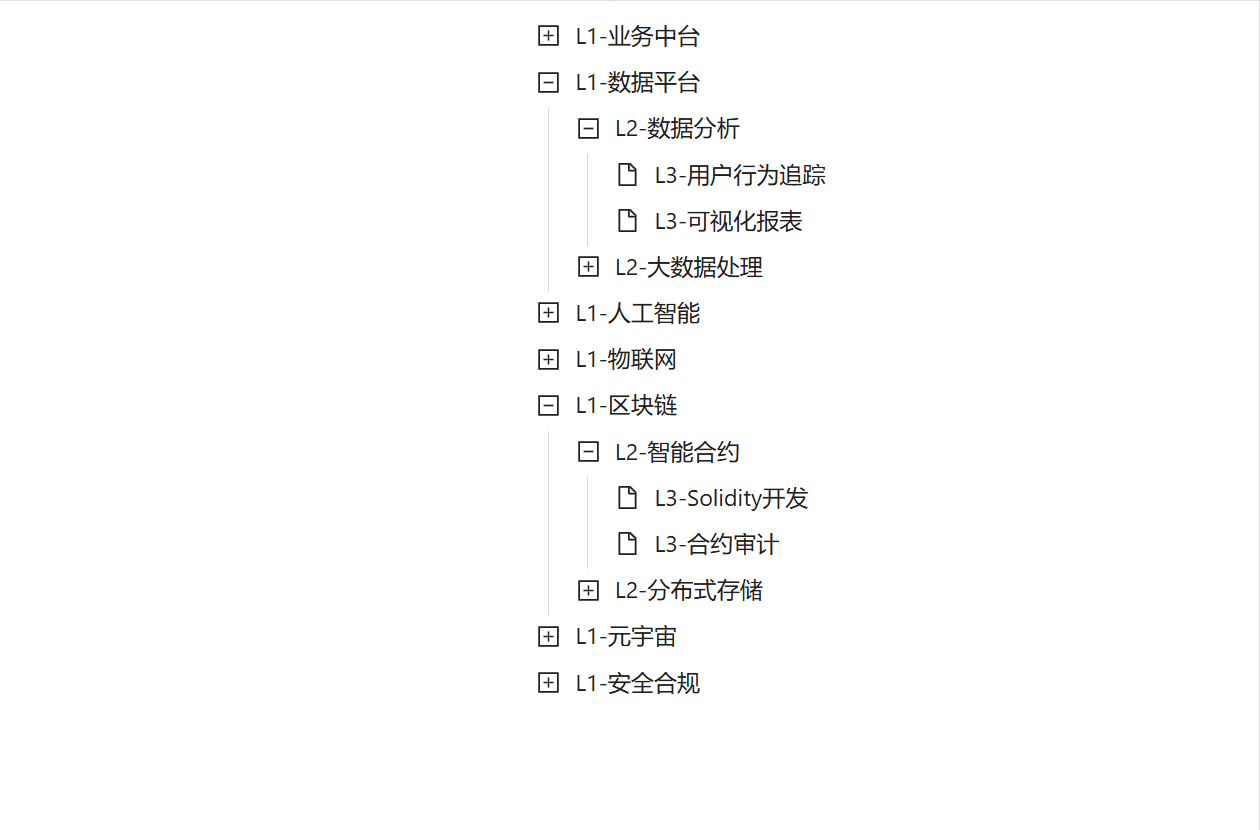 L1-业务中台
L1-数据平台
L2-数据分析
L3-用户行为追踪
L3-可视化报表
L2-大数据处理
L1-人工智能
L1-物联网
L1-区块链
L2-智能合约
L3-Solidity开发
L3-合约审计
L2-分布式存储
L1-元宇宙
L1-安全合规